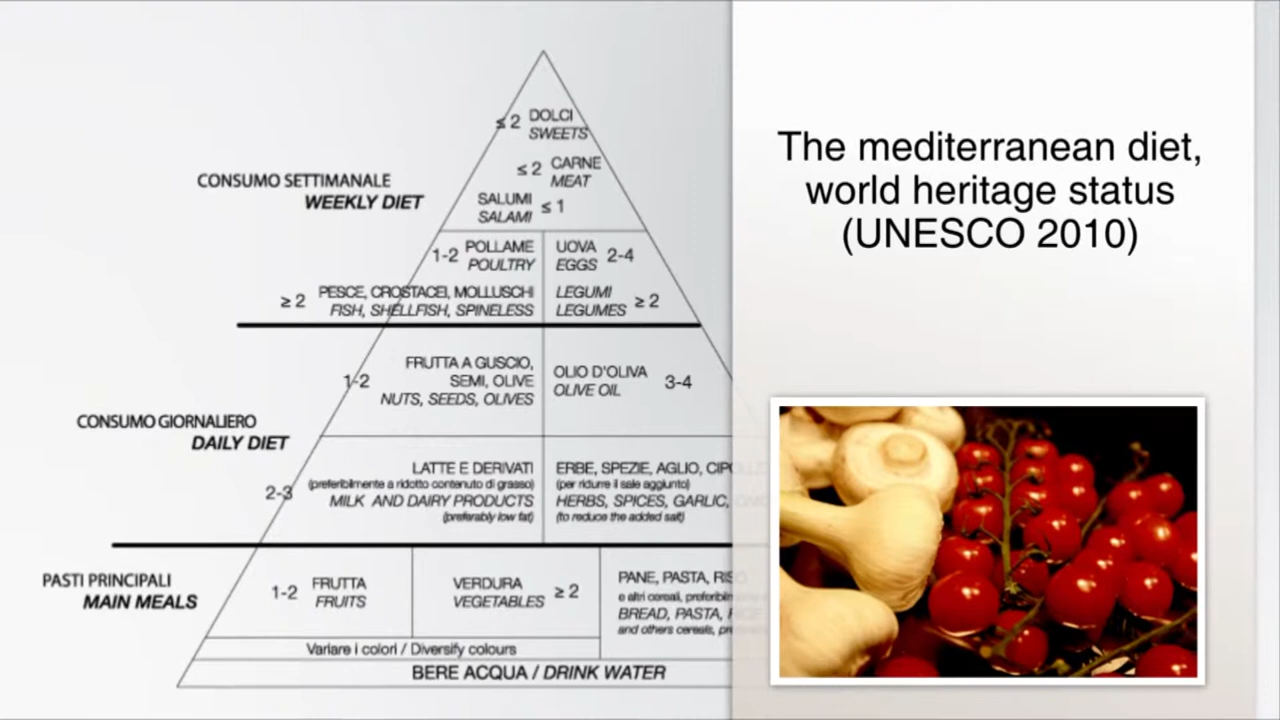 ≤ 2 DOLCI
SWEETS
≤ 2 CARNE
MEAT
CONSUMO SETTIMANALE
WEEKLY DIET
SALUMI
SALAMI ≤ 1
1-2 POLLAME
POULTRY
UOVA
EGGS 2-4
≥ 2 PESCE, CROSTACEI, MOLLUSCHI
FISH, SHELLFISH, SPINELESS
LEGUMI
LEGUMES ≥ 2
1-2 FRUTTA A GUSCIO,
SEMI, OLIVE
NUTS, SEEDS, OLIVES
OLIO D'OLIVA
OLIVE OIL 3-4
CONSUMO GIORNALIERO
DAILY DIET
2-3 LATTE E DERIVATI
(preferibilmente a ridotto contenuto di grasso)
MILK AND DAIRY PRODUCTS
(preferably low fat)
ERBE, SPEZIE, AGLIO, CIPOLLE
(per ridurre il sale aggiunto)
HERBS, SPICES, GARLIC,
(to reduce the added salt)
PASTI PRINCIPALI
MAIN MEALS
1-2 FRUTTA
FRUITS
VERDURA
VEGETABLES ≥ 2
PANE, PASTA, RISO
e altri cereali,
BREAD, PASTA, RICE
and others cereals,
Variare i colori / Diversify colours
BERE ACQUA / DRINK WATER
The mediterranean diet,
world heritage status
(UNESCO 2010)